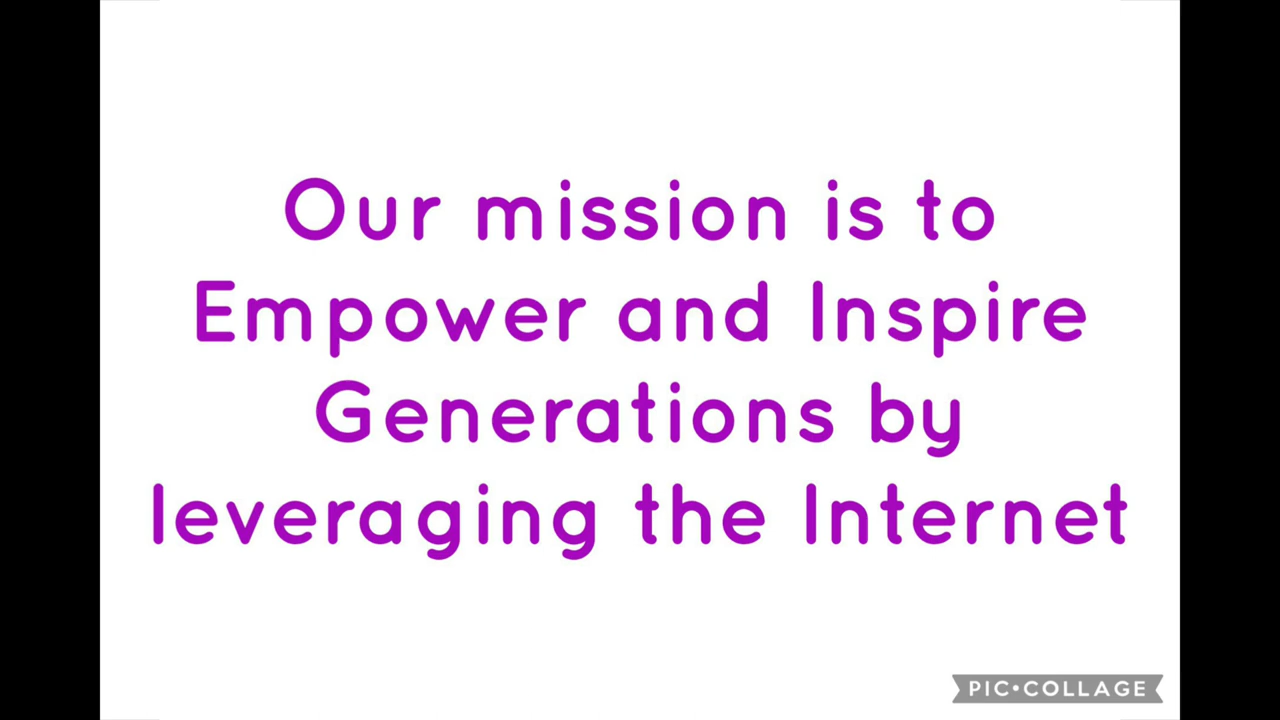 Our mission is to
Empower and Inspire
Generations by
leveraging the Internet
PIC•COLLAGE